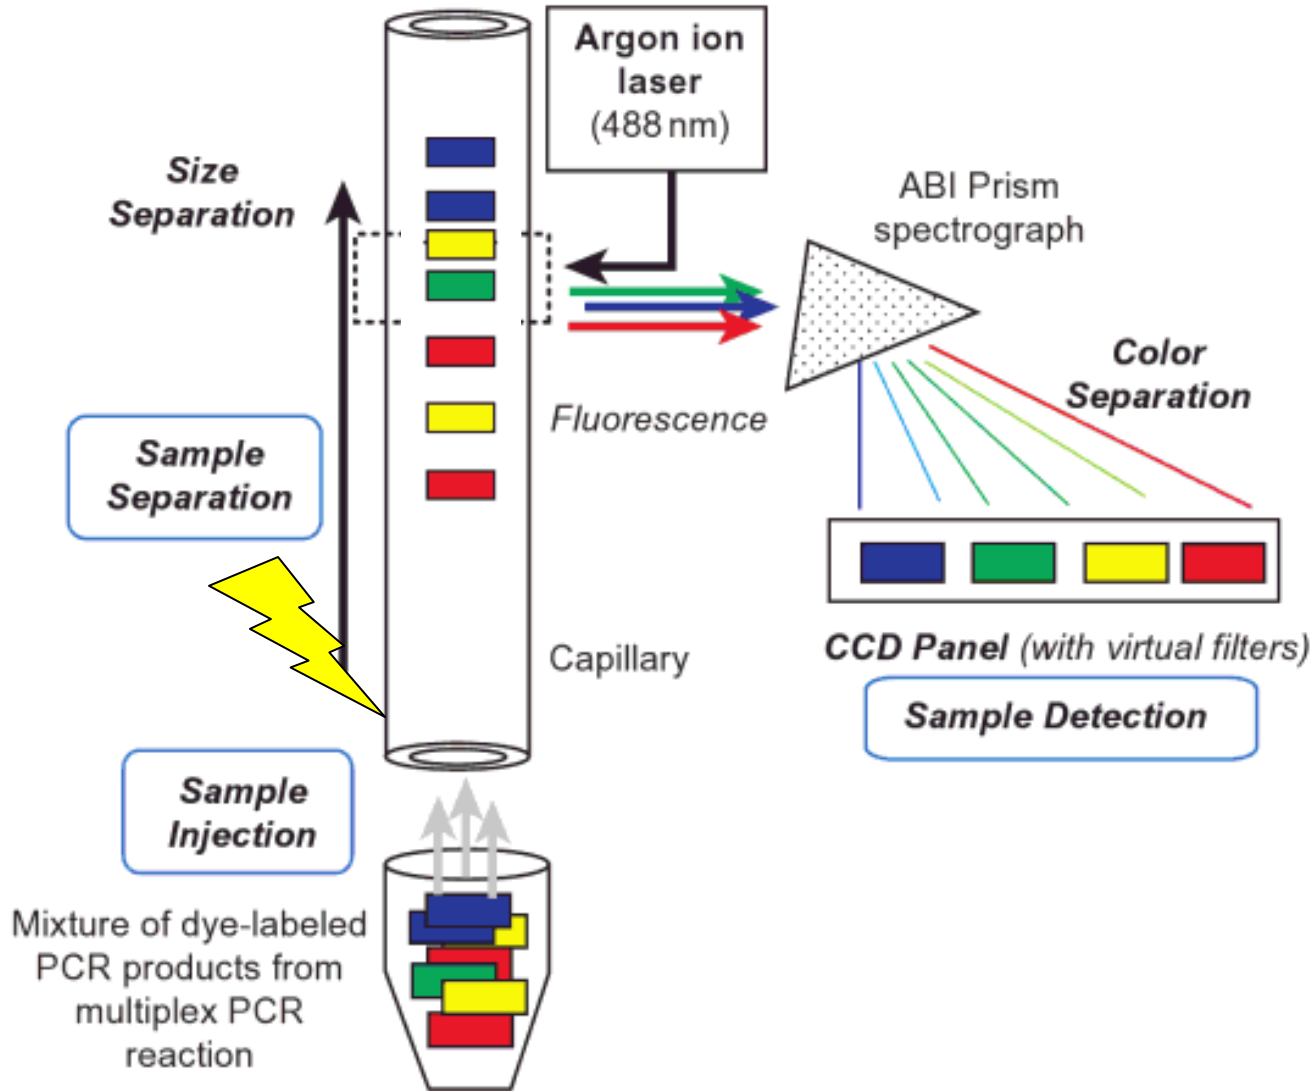 Argon ion
laser
(488 nm)
Size
Separation
ABI Prism
spectrograph
Color
Separation
Fluorescence
Sample
Separation
Capillary
CCD Panel (with virtual filters)
Sample Detection
Sample
Injection
Mixture of dye-labeled
PCR products from
multiplex PCR
reaction